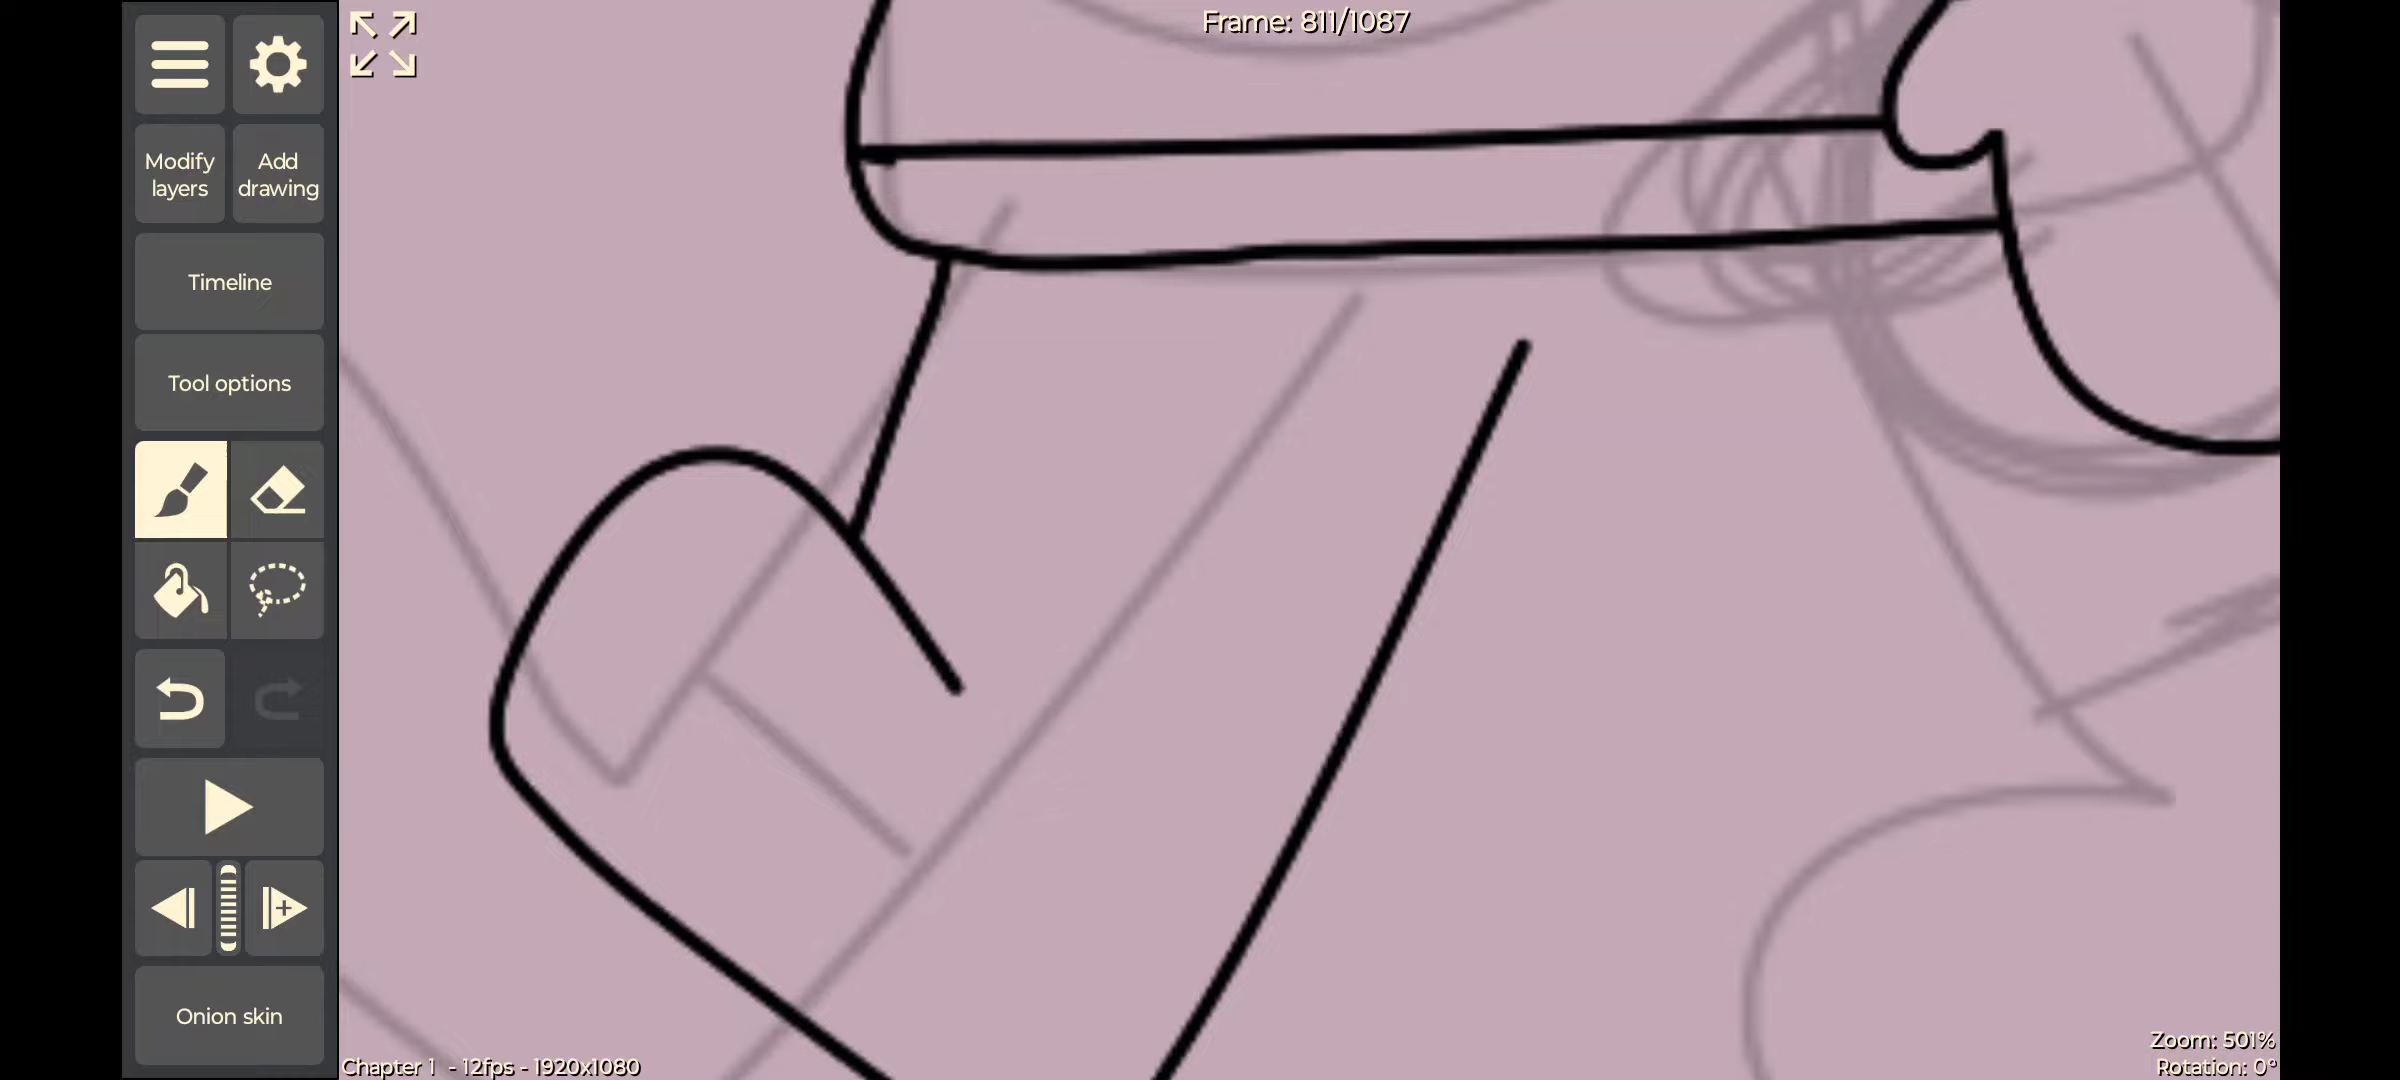 Frame: 811/1087
Modify
layers
Add
drawing
Timeline
Tool options
Onion skin
Chapter 1 - 12fps - 1920x1080
Zoom: 501%
Rotation: 0°